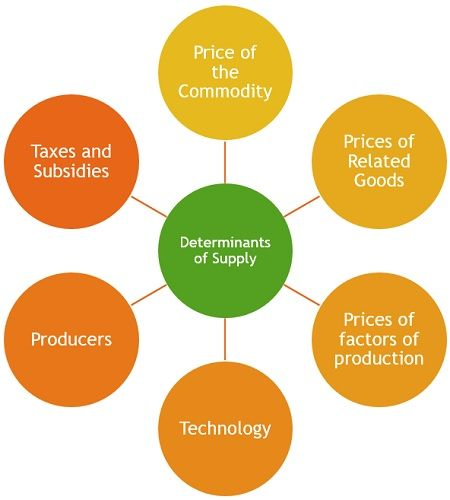 Price of
the
Commodity
Prices of
Related
Goods
Prices of
factors of
production
Technology
Producers
Taxes and
Subsidies
Determinants
of Supply